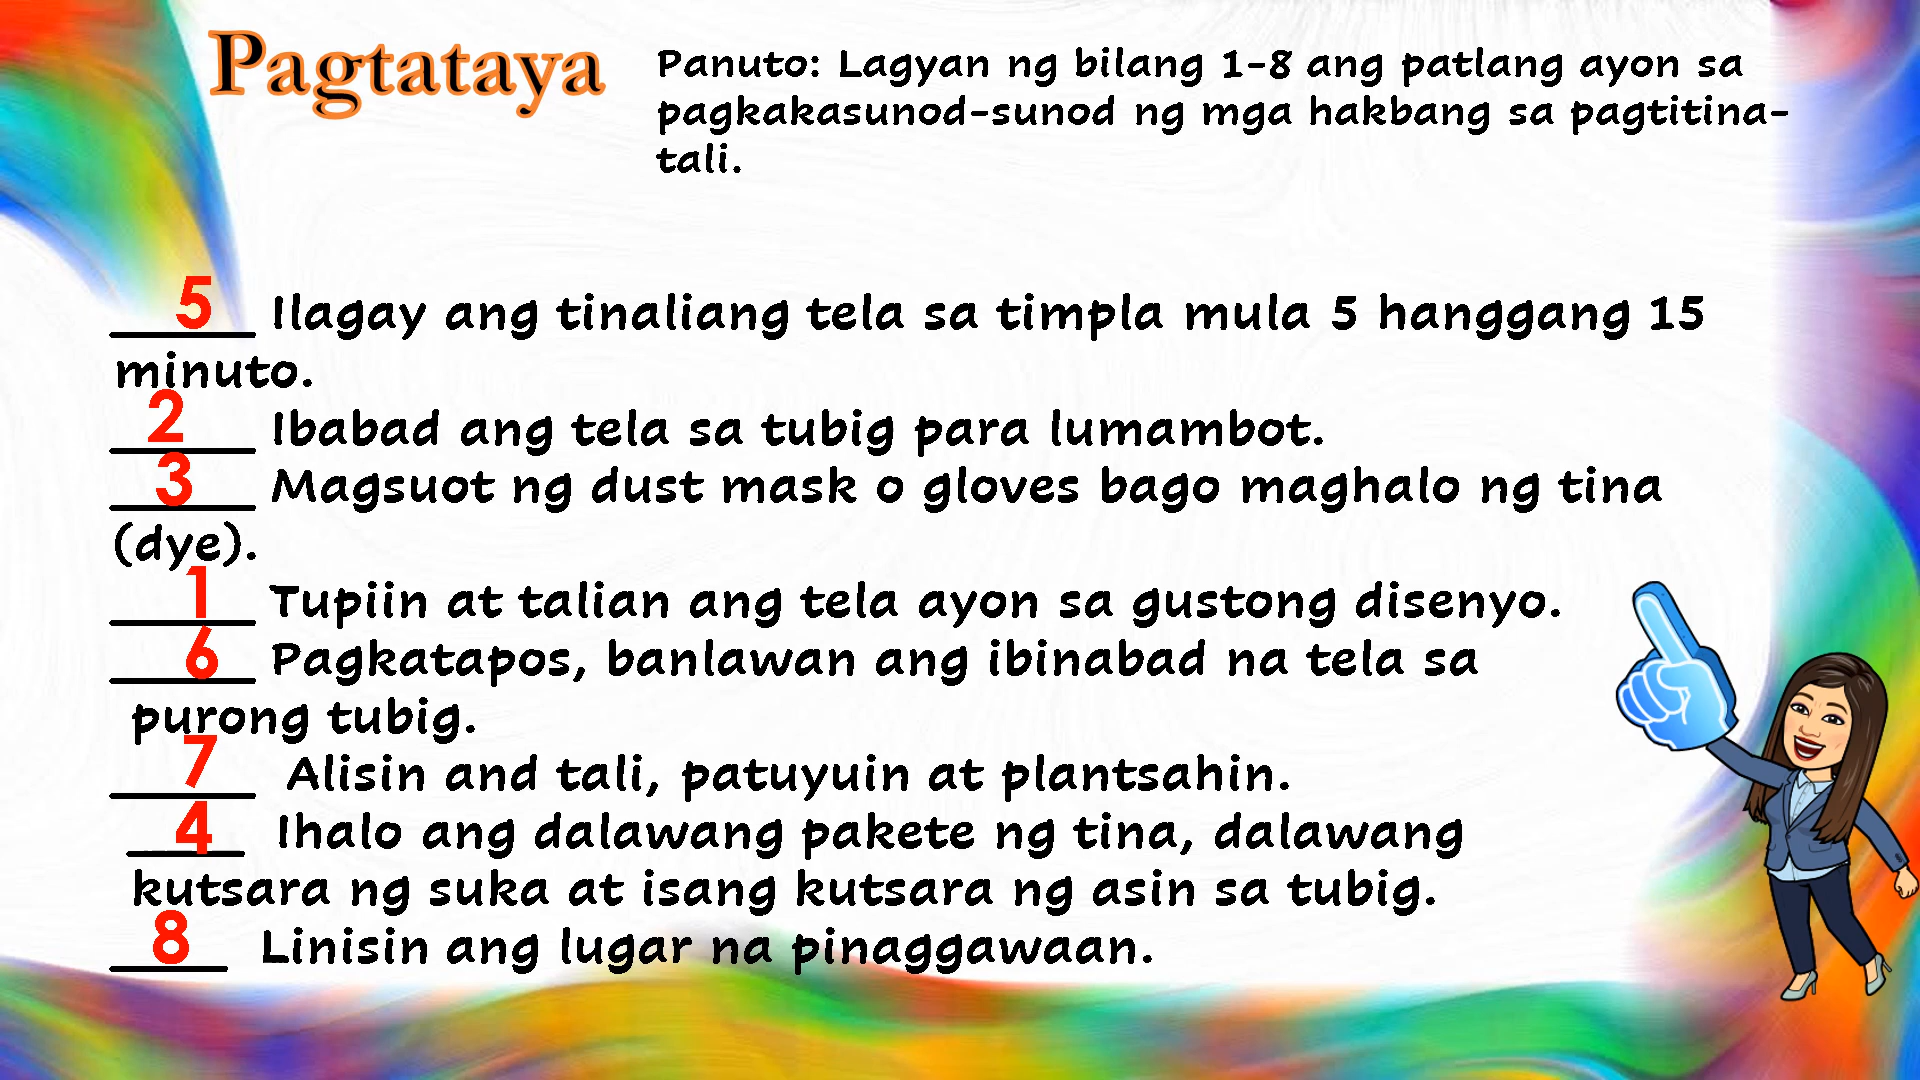 Pagtataya
Panuto: Lagyan ng bilang 1-8 ang patlang ayon sa
pagkakasunod-sunod ng mga hakbang sa pagtitina-
tali.
5 Ilagay ang tinaliang tela sa timpla mula 5 hanggang 15
minuto.
2 Ibabad ang tela sa tubig para lumambot.
3 Magsuot ng dust mask o gloves bago maghalo ng tina
(dye).
1 Tupiin at talian ang tela ayon sa gustong disenyo.
6 Pagkatapos, banlawan ang ibinabad na tela sa
purong tubig.
7 Alisin and tali, patuyuin at plantsahin.
4 Ihalo ang dalawang pakete ng tina, dalawang
kutsara ng suka at isang kutsara ng asin sa tubig.
8 Linisin ang lugar na pinaggawaan.